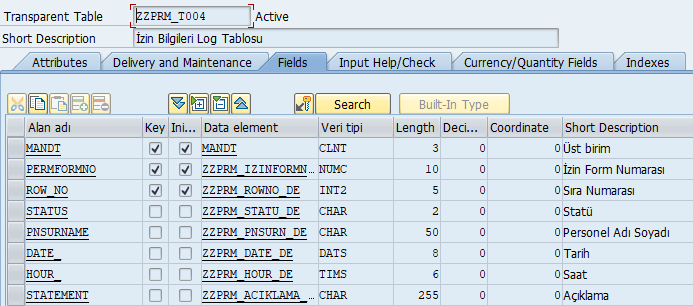 Transparent Table ZZPRM_T004 Active
Short Description İzin Bilgileri Log Tablosu
Attributes Delivery and Maintenance Fields Input Help/Check Currency/Quantity Fields Indexes
Search Built-In Type
Alan adı Key Ini... Data element Veri tipi Length Deci... Coordinate Short Description
MANDT MANDT CLNT 3 0 0 Üst birim
PERMFORMNO ZZPRM_IZINFORMN... NUMC 10 0 0 İzin Form Numarası
ROW_NO ZZPRM_ROWNO_DE INT2 5 0 0 Sıra Numarası
STATUS ZZPRM_STATU_DE CHAR 2 0 0 Statü
PNSURNAME ZZPRM_PNSURN_DE CHAR 50 0 0 Personel Adı Soyadı
DATE_ ZZPRM_DATE_DE DATS 8 0 0 Tarih
HOUR_ ZZPRM_HOUR_DE TIMS 6 0 0 Saat
STATEMENT ZZPRM_ACIKLAMA_... CHAR 255 0 0 Açıklama